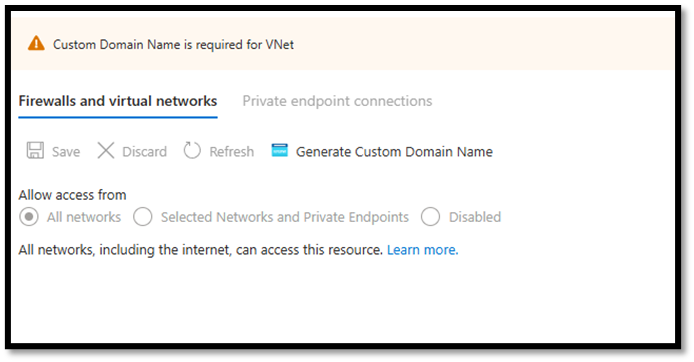 Custom Domain Name is required for VNet
Firewalls and virtual networks Private endpoint connections
Save Discard Refresh Generate Custom Domain Name
Allow access from
All networks Selected Networks and Private Endpoints Disabled
All networks, including the internet, can access this resource. Learn more.